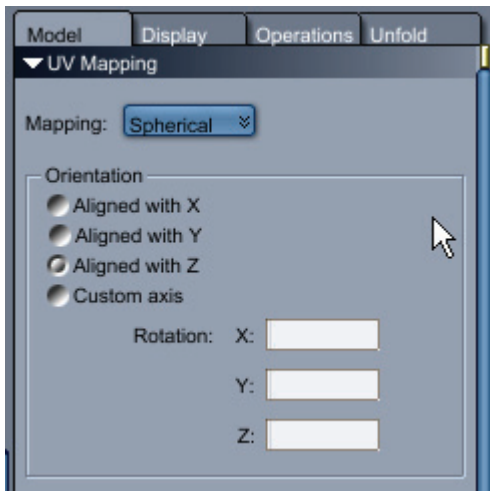 Model Display Operations Unfold
UV Mapping
Mapping: Spherical
Orientation
Aligned with X
Aligned with Y
Aligned with Z
Custom axis
Rotation: X:
Y:
Z: